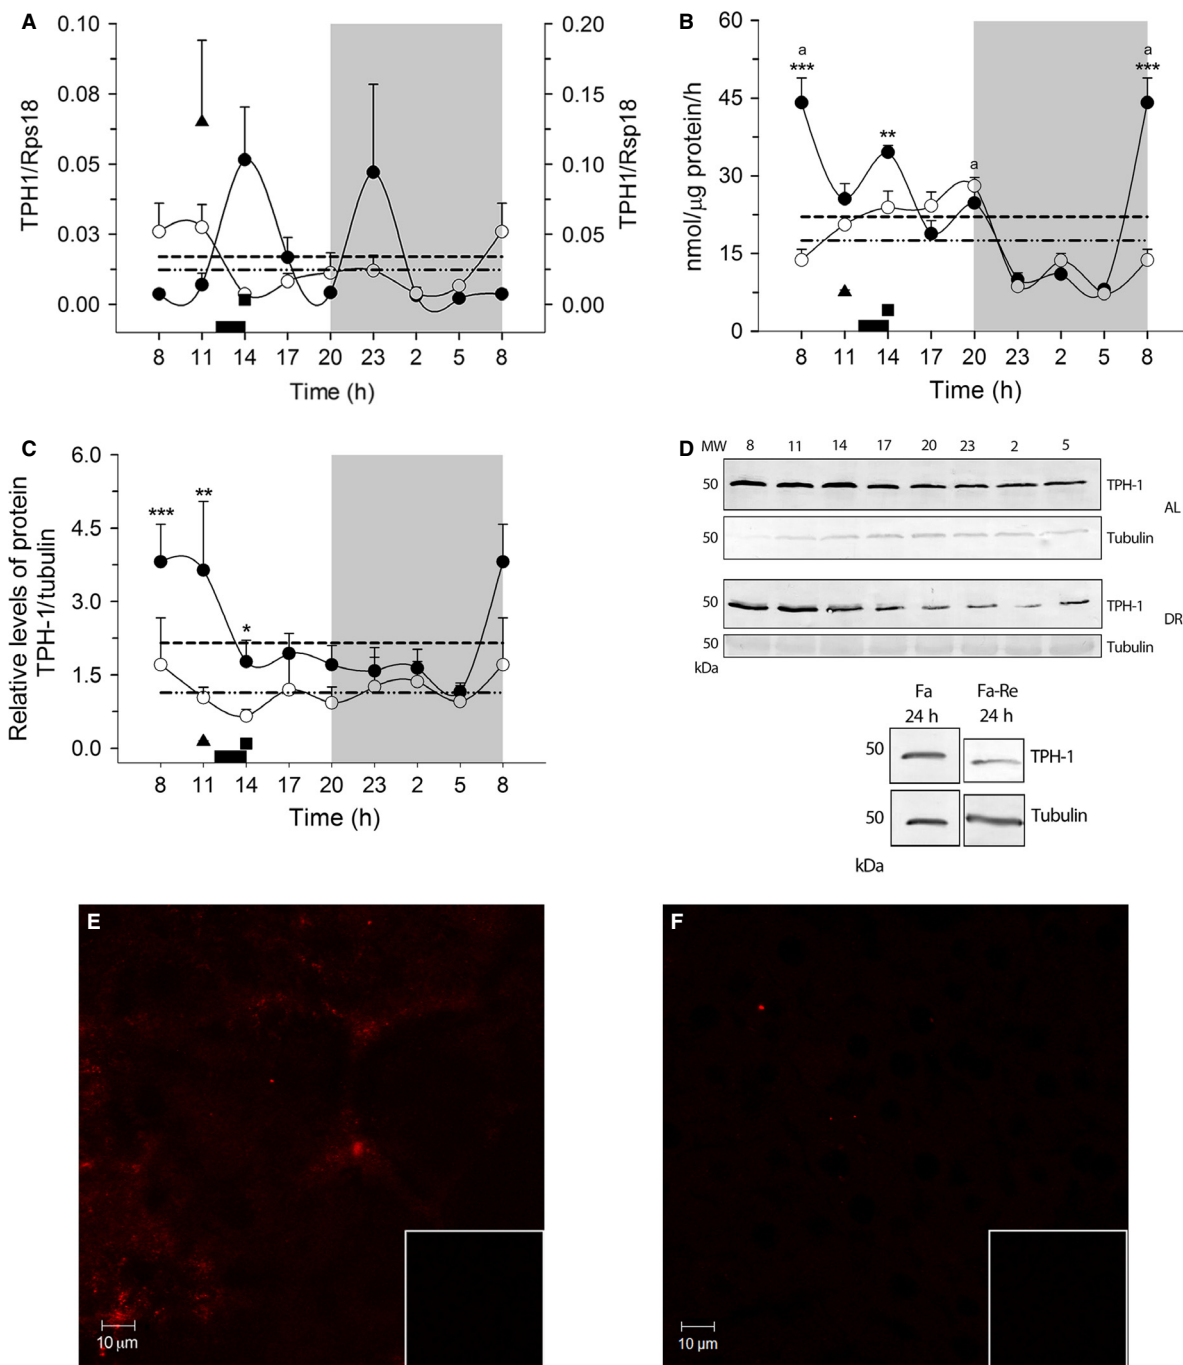 A
TPH1/Rps18
0.10
0.08
0.05
0.03
0.00
0.20
0.15
0.10
0.05
0.00
TPH1/Rsp18
8 11 14 17 20 23 2 5 8
Time (h)
B
nmol/µg protein/h
60
45
30
15
0
a
***
**
a
a
***
8 11 14 17 20 23 2 5 8
Time (h)
C
Relative levels of protein
TPH-1/tubulin
6.0
4.5
3.0
1.5
0.0
***
**
*
8 11 14 17 20 23 2 5 8
Time (h)
D
MW 8 11 14 17 20 23 2 5
50 TPH-1
AL
50 Tubulin
50 TPH-1
DR
50 Tubulin
kDa
Fa Fa-Re
24 h 24 h
50 TPH-1
50 Tubulin
kDa
E
10 µm
F
10 µm